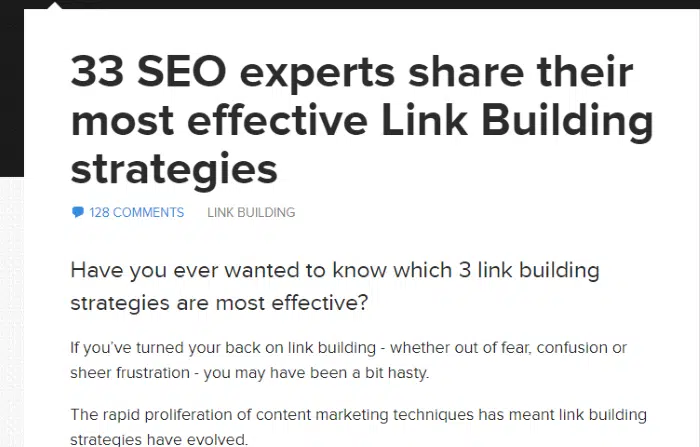 33 SEO experts share their
most effective Link Building
strategies
128 COMMENTS LINK BUILDING
Have you ever wanted to know which 3 link building
strategies are most effective?
If you've turned your back on link building - whether out of fear, confusion or
sheer frustration - you may have been a bit hasty.
The rapid proliferation of content marketing techniques has meant link building
strategies have evolved.